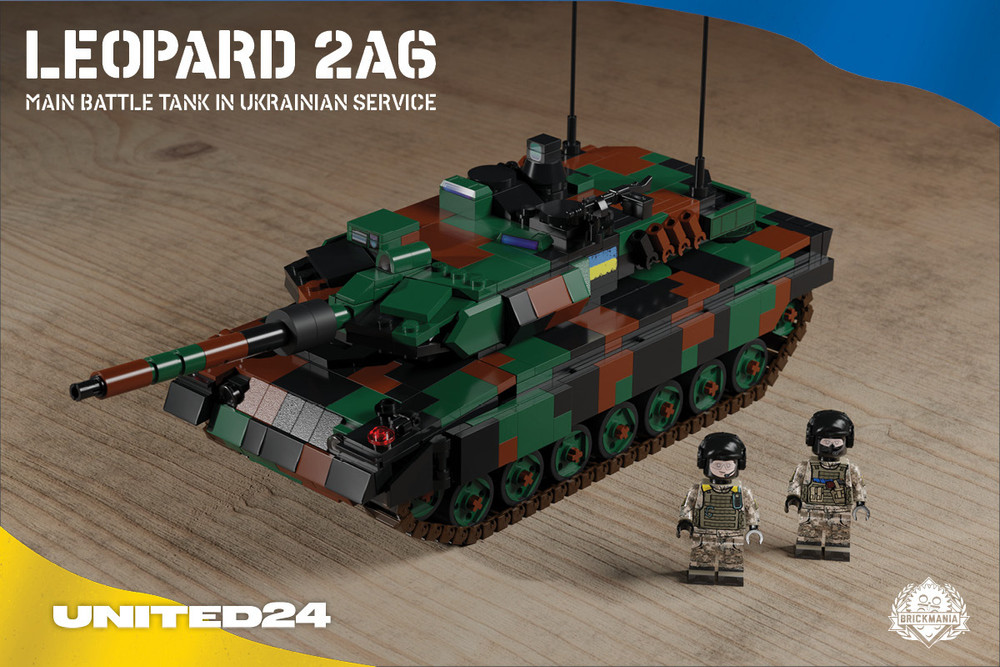 LEOPARD 2A6
MAIN BATTLE TANK IN UKRAINIAN SERVICE
UNITED24
BRICKMANIA